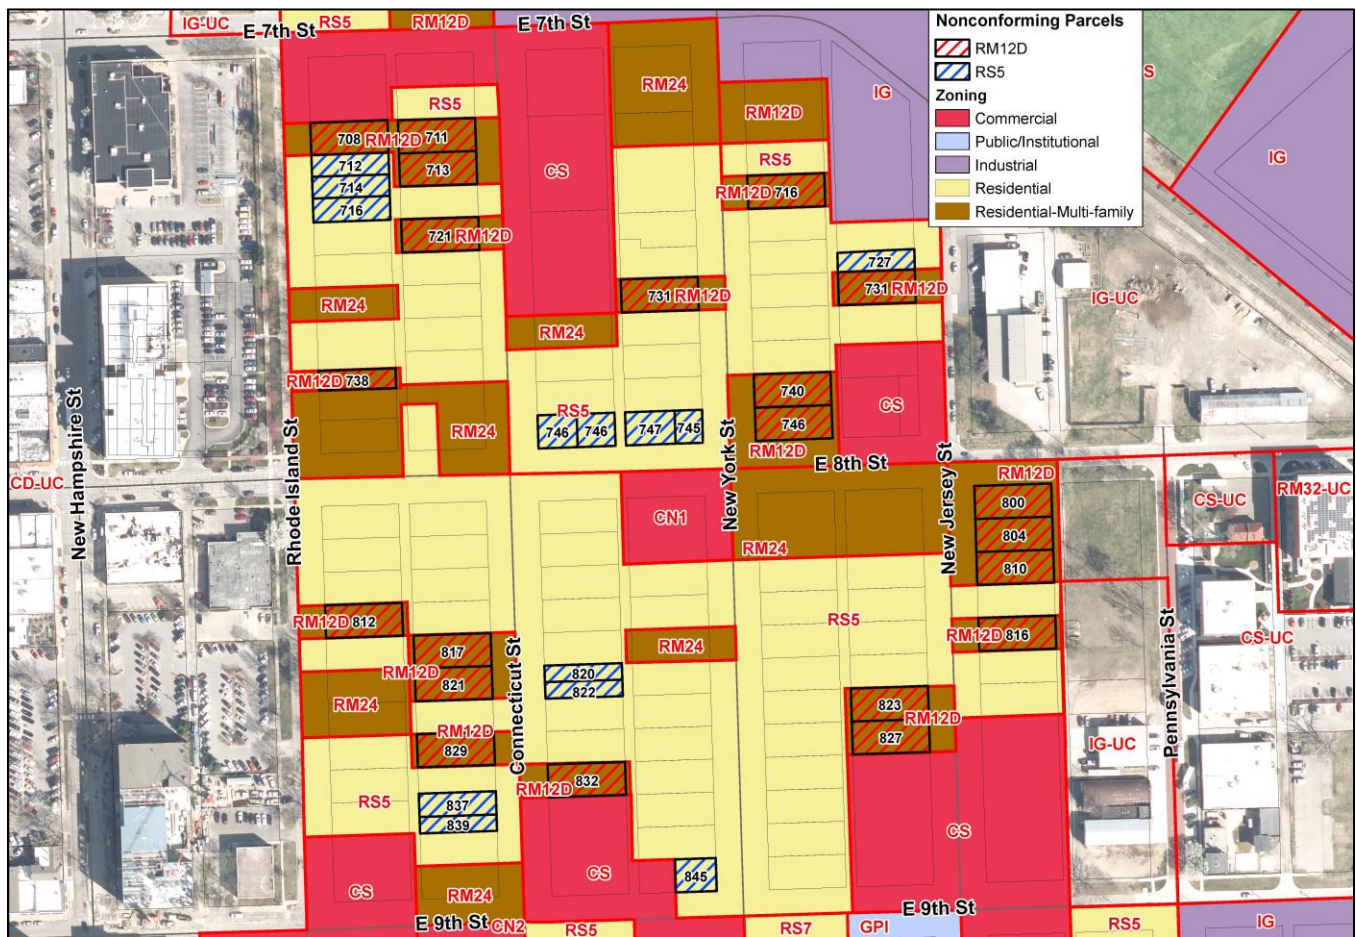 IG-UC
RS5
RM12D
E 7th St
E 7th St
Nonconforming Parcels
RM12D
RS5
Zoning
Commercial
Public/Institutional
Industrial
Residential
Residential-Multi-family
S
IG
IG
RM24
RM12D
RS5
CS
708
RM12D
711
712
713
714
716
RS5
RM12D
716
721
RM12D
727
RM24
731
RM12D
731
RM12D
IG-UC
RM24
RM12D
738
740
CS
RM24
RS5
746
746
747
745
746
RM12D
E 8th St
New Hampshire St
Rhode Island St
New York St
New Jersey St
CD-UC
RM12D
CS-UC
RM32-UC
800
CN1
804
RM24
810
RM12D
812
RS5
RM12D
816
RM24
817
RM12D
821
820
822
CS-UC
RM24
Connecticut St
Pennsylvania St
823
RM12D
827
RM12D
829
IG-UC
RM12D
832
RS5
837
839
CS
CS
CS
845
RM24
E 9th St
CN2
RS5
RS7
GPI
E 9th St
RS5
IG